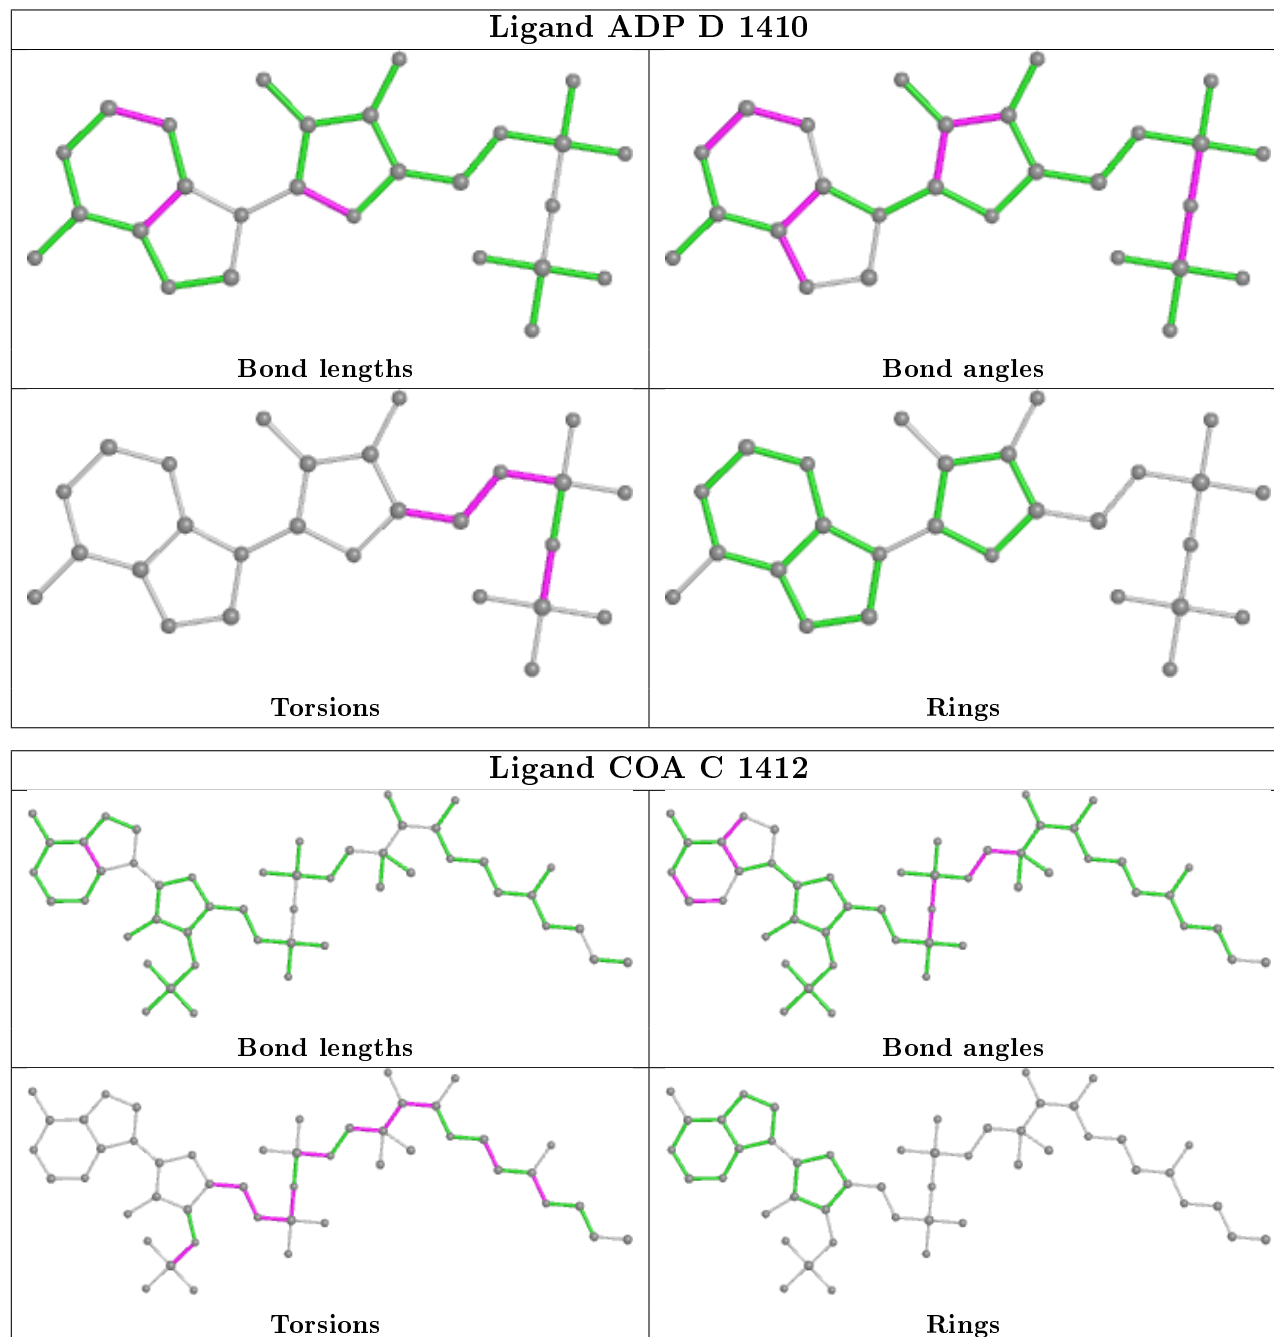 Ligand ADP D 1410
Bond lengths
Bond angles
Torsions
Rings
Ligand COA C 1412
Bond lengths
Bond angles
Torsions
Rings